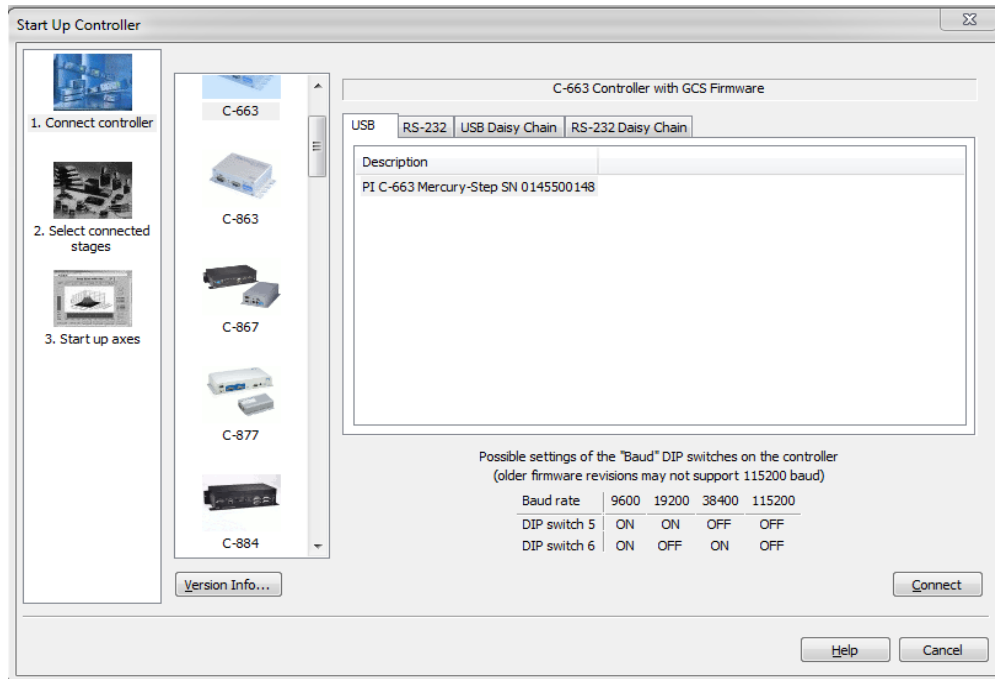 Start Up Controller
1. Connect controller
2. Select connected
stages
3. Start up axes
C-663
C-863
C-867
C-877
C-884
Version Info...
C-663 Controller with GCS Firmware
USB RS-232 USB Daisy Chain RS-232 Daisy Chain
Description
PI C-663 Mercury-Step SN 0145500148
Possible settings of the "Baud" DIP switches on the controller
(older firmware revisions may not support 115200 baud)
Baud rate 9600 19200 38400 115200
DIP switch 5 ON ON OFF OFF
DIP switch 6 ON OFF ON OFF
Connect
Help Cancel